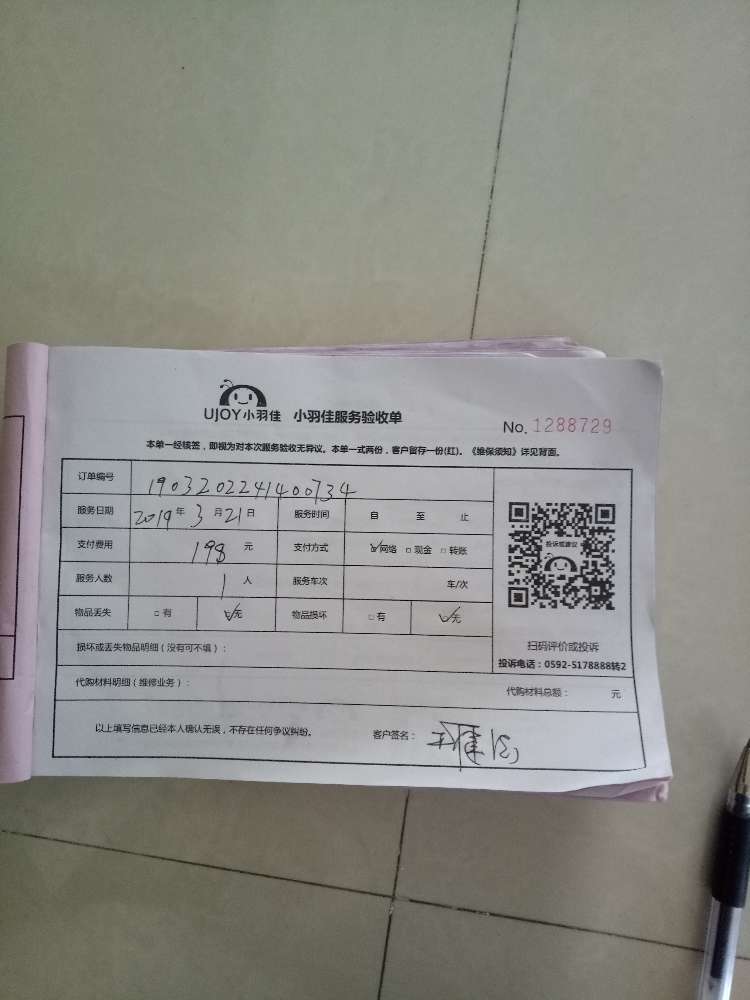 UJOY小羽佳 小羽佳服务验收单
No. 1288729
本单一经核签，即视为对本次服务验收无异议。本单一式两份，客户留存一份(红)。《维保须知》详见背面。
订单编号 1903202241400734
服务日期 2019年3月21日 服务时间 自 至 止
支付费用 198 元 支付方式 ☑网络 □现金 □转账
服务人数 1 人 服务车次 车/次
物品丢失 □有 ☑无 物品损坏 □有 ☑无
投诉或建议
扫码评价或投诉
投诉电话：0592-5178888转2
损坏或丢失物品明细（没有可不填）：
代购材料明细（维修业务）： 代购材料总额： 元
以上填写信息已经本人确认无误，不存在任何争议纠纷。 客户签名：